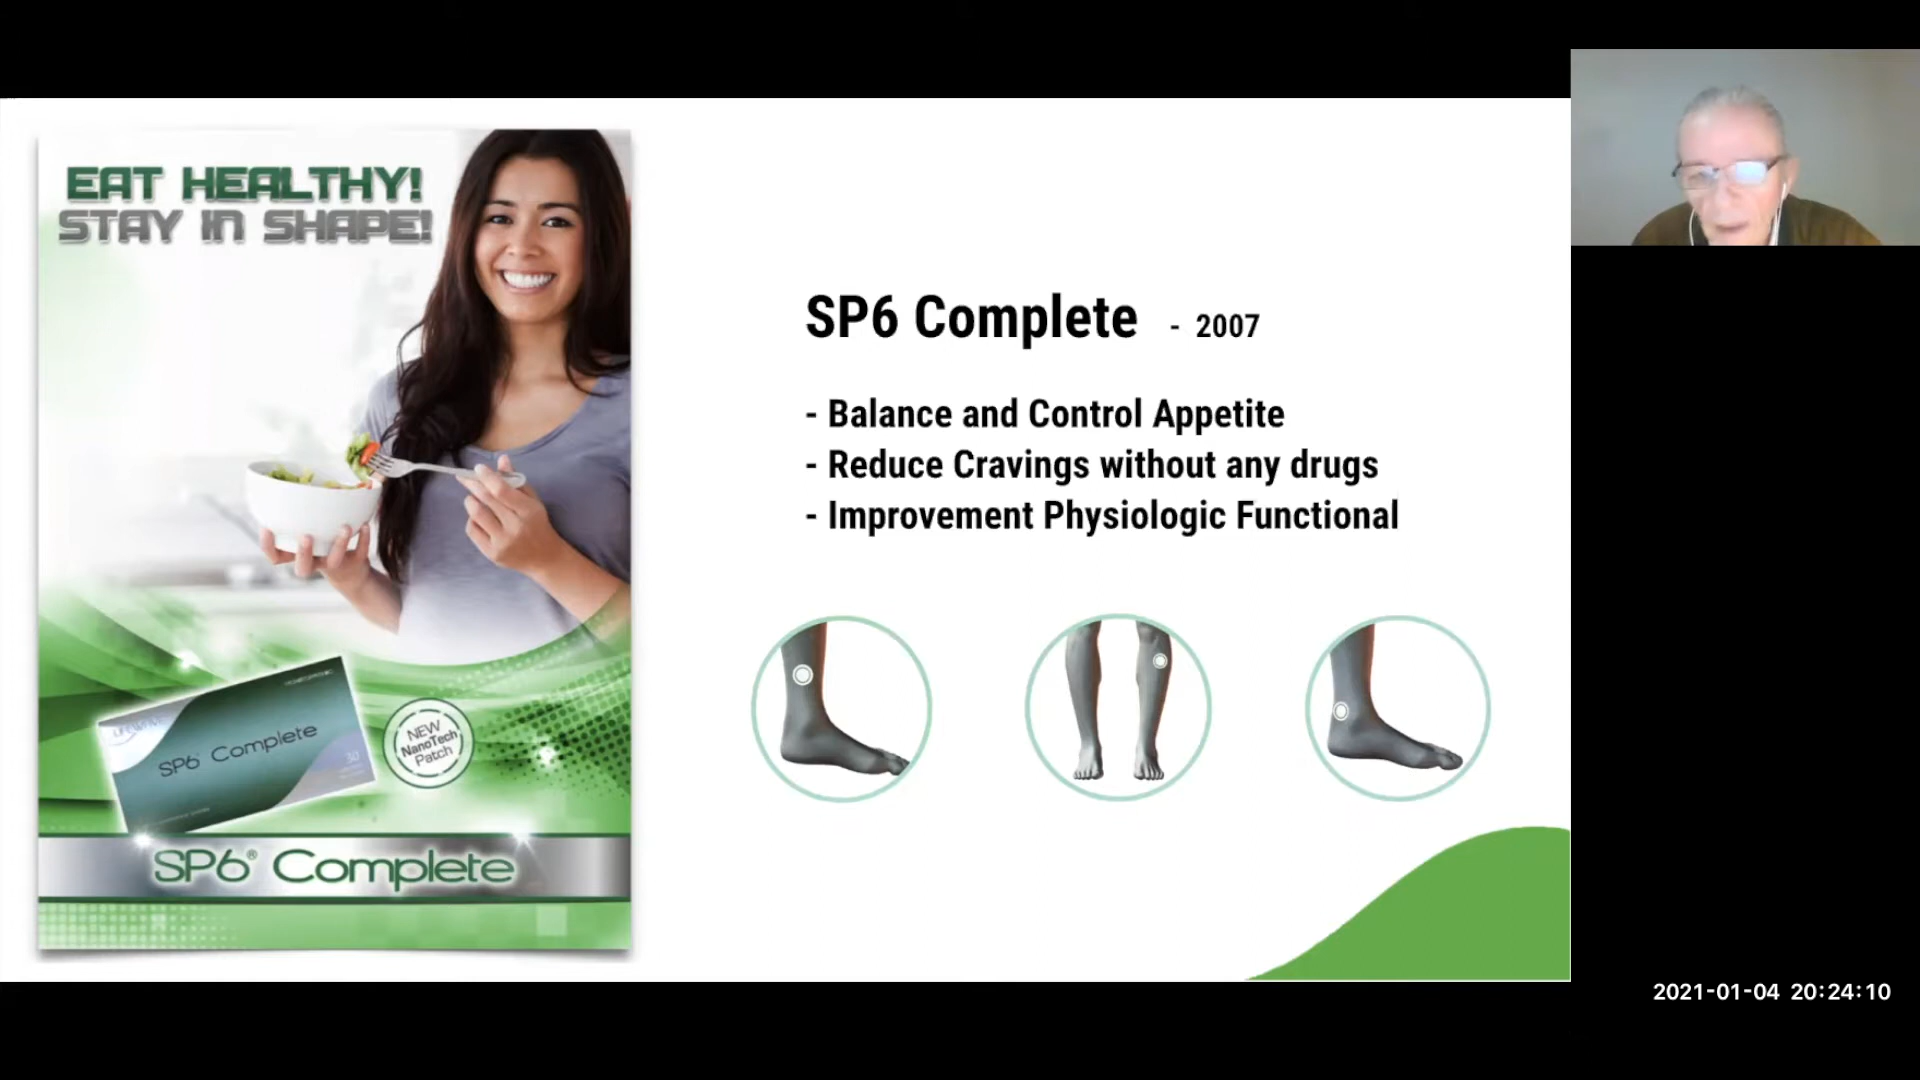 EAT HEALTHY!
STAY IN SHAPE!
SP6 Complete - 2007
- Balance and Control Appetite
- Reduce Cravings without any drugs
- Improvement Physiologic Functional
SP6® Complete
30
NEW
NanoTech
Patch
SP6® Complete
2021-01-04 20:24:10